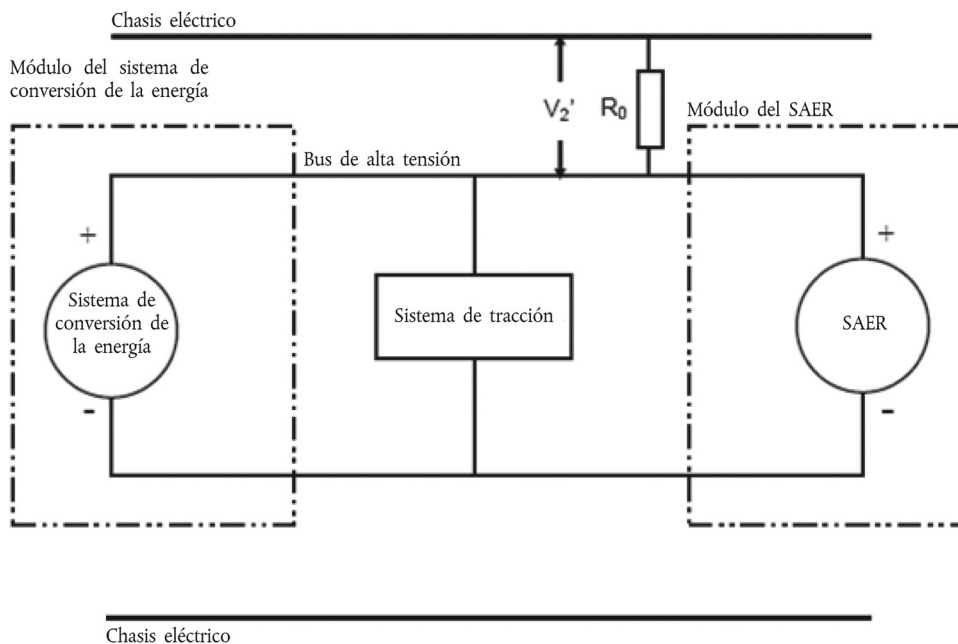 Chasis eléctrico
Módulo del sistema de
conversión de la energía
V2'
R0
Módulo del SAER
Bus de alta tensión
+
+
Sistema de
conversión de
la energía
Sistema de tracción
SAER
-
-
Chasis eléctrico